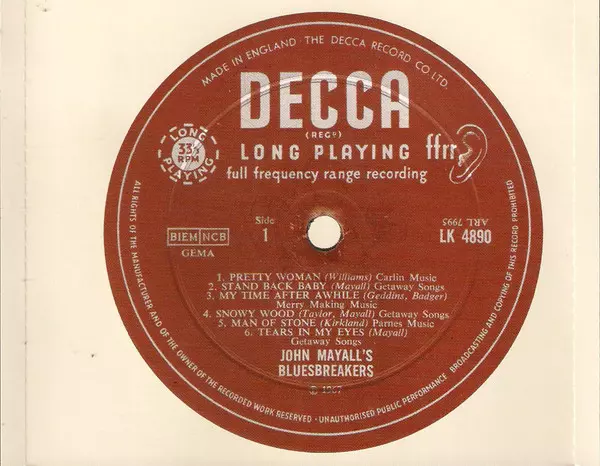 MADE IN ENGLAND THE DECCA RECORD CO LTD.
DECCA
(REGD)
LONG PLAYING 33⅓ RPM LONG PLAYING
LONG PLAYING ffrr
full frequency range recording
Side
1
BIEM NCB
GEMA
ARL 7995
LK 4890
1. PRETTY WOMAN (Williams) Carlin Music
2. STAND BACK BABY (Mayall) Getaway Songs
3. MY TIME AFTER AWHILE (Geddins, Badger)
Merry Making Music
4. SNOWY WOOD (Taylor, Mayall) Getaway Songs
5. MAN OF STONE (Kirkland) Parnes Music
6. TEARS IN MY EYES (Mayall)
Getaway Songs
JOHN MAYALL'S
BLUESBREAKERS
℗ 1967
ALL RIGHTS OF THE MANUFACTURER AND OF THE OWNER OF THE RECORDED WORK RESERVED · UNAUTHORISED PUBLIC PERFORMANCE BROADCASTING AND COPYING OF THIS RECORD PROHIBITED